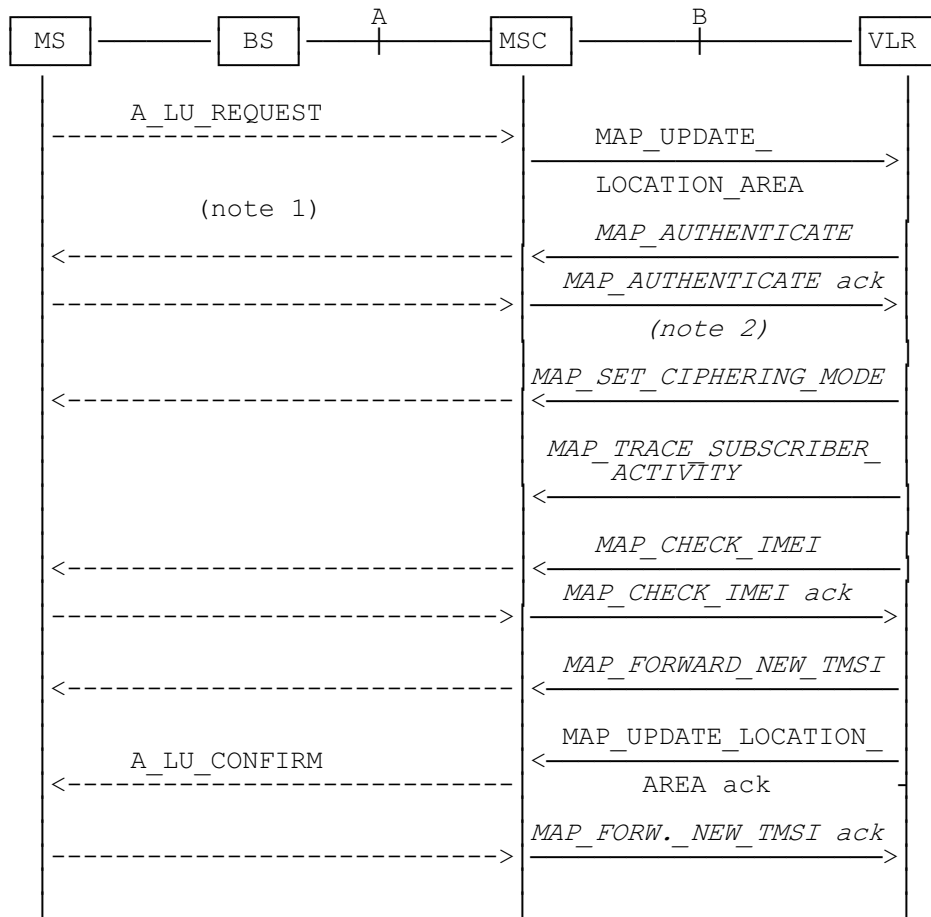 A B
MS BS MSC VLR
A_LU_REQUEST
MAP_UPDATE_
LOCATION_AREA
(note 1)
MAP_AUTHENTICATE
MAP_AUTHENTICATE ack
(note 2)
MAP_SET_CIPHERING_MODE
MAP_TRACE_SUBSCRIBER_
ACTIVITY
MAP_CHECK_IMEI
MAP_CHECK_IMEI ack
MAP_FORWARD_NEW_TMSI
MAP_UPDATE_LOCATION_
A_LU_CONFIRM
AREA ack
MAP_FORW._NEW_TMSI ack